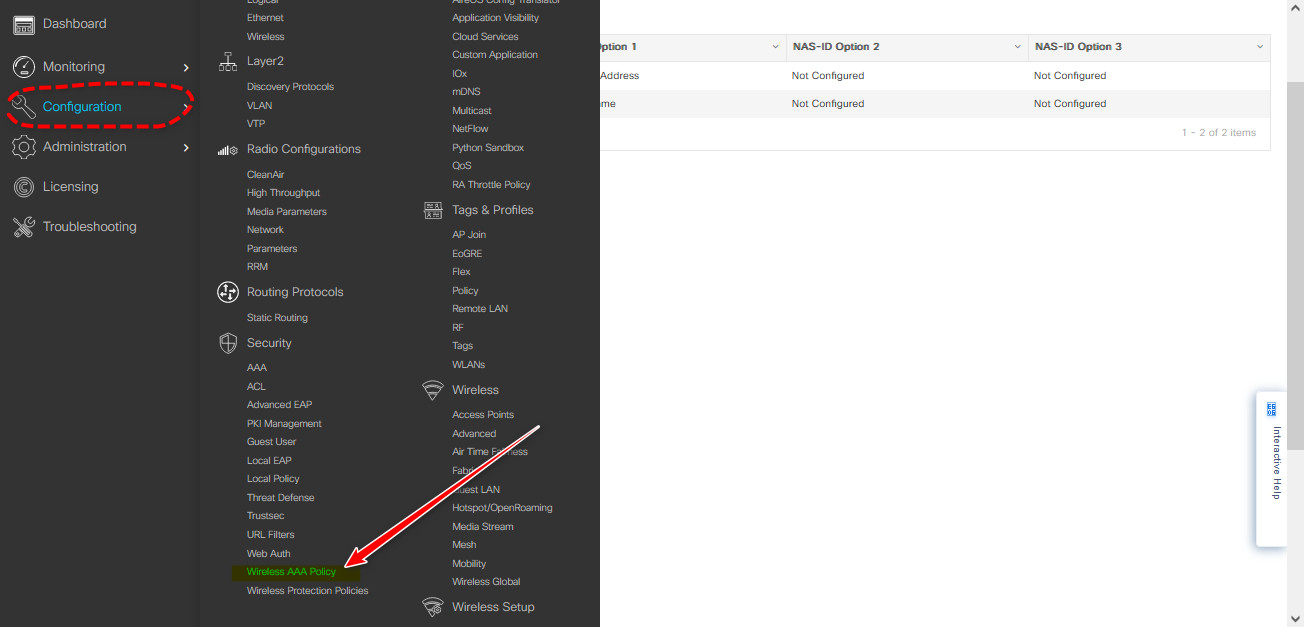 Dashboard
Monitoring
Configuration
Administration
Licensing
Troubleshooting
Logical
Ethernet
Wireless
Layer2
Discovery Protocols
VLAN
VTP
Radio Configurations
CleanAir
High Throughput
Media Parameters
Network
Parameters
RRM
Routing Protocols
Static Routing
Security
AAA
ACL
Advanced EAP
PKI Management
Guest User
Local EAP
Local Policy
Threat Defense
Trustsec
URL Filters
Web Auth
Wireless AAA Policy
Wireless Protection Policies
AireOS Config Translator
Application Visibility
Cloud Services
Custom Application
IOx
mDNS
Multicast
NetFlow
Python Sandbox
QoS
RA Throttle Policy
Tags & Profiles
AP Join
EoGRE
Flex
Policy
Remote LAN
RF
Tags
WLANs
Wireless
Access Points
Advanced
Air Time Fairness
Fabric
Guest LAN
Hotspot/OpenRoaming
Media Stream
Mesh
Mobility
Wireless Global
Wireless Setup
ption 1 NAS-ID Option 2 NAS-ID Option 3
Address Not Configured Not Configured
me Not Configured Not Configured
1 - 2 of 2 items
Interactive Help